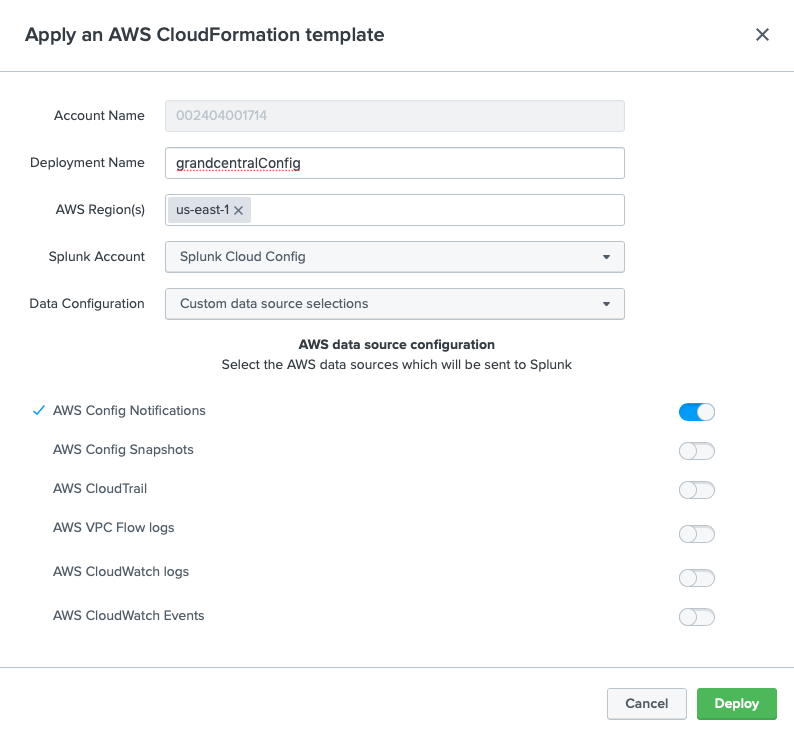 Apply an AWS CloudFormation template
Account Name 002404001714
Deployment Name grandcentralConfig
AWS Region(s) us-east-1
Splunk Account Splunk Cloud Config
Data Configuration Custom data source selections
AWS data source configuration
Select the AWS data sources which will be sent to Splunk
AWS Config Notifications
AWS Config Snapshots
AWS CloudTrail
AWS VPC Flow logs
AWS CloudWatch logs
AWS CloudWatch Events
Cancel Deploy